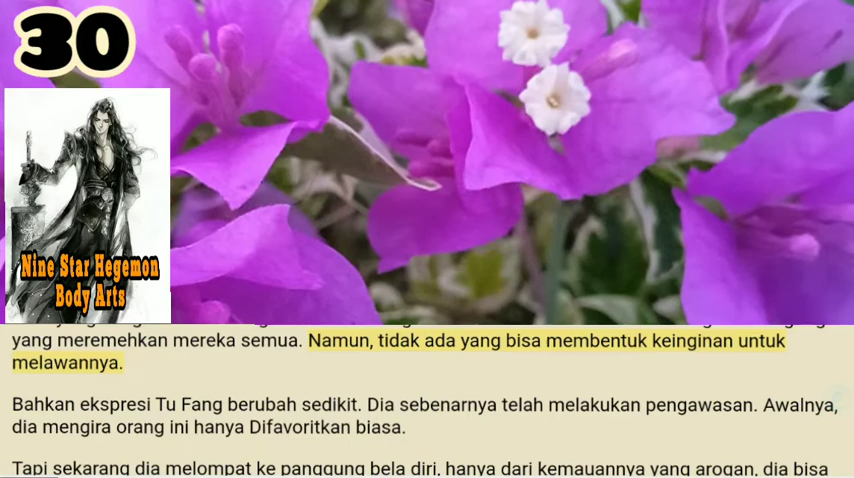 30
Nine Star Hegemon
Body Arts
yang meremehkan mereka semua. Namun, tidak ada yang bisa membentuk keinginan untuk
melawannya.
Bahkan ekspresi Tu Fang berubah sedikit. Dia sebenarnya telah melakukan pengawasan. Awalnya,
dia mengira orang ini hanya Difavoritkan biasa.
Tapi sekarang dia melompat ke panggung bela diri, hanya dari kemauannya yang arogan, dia bisa